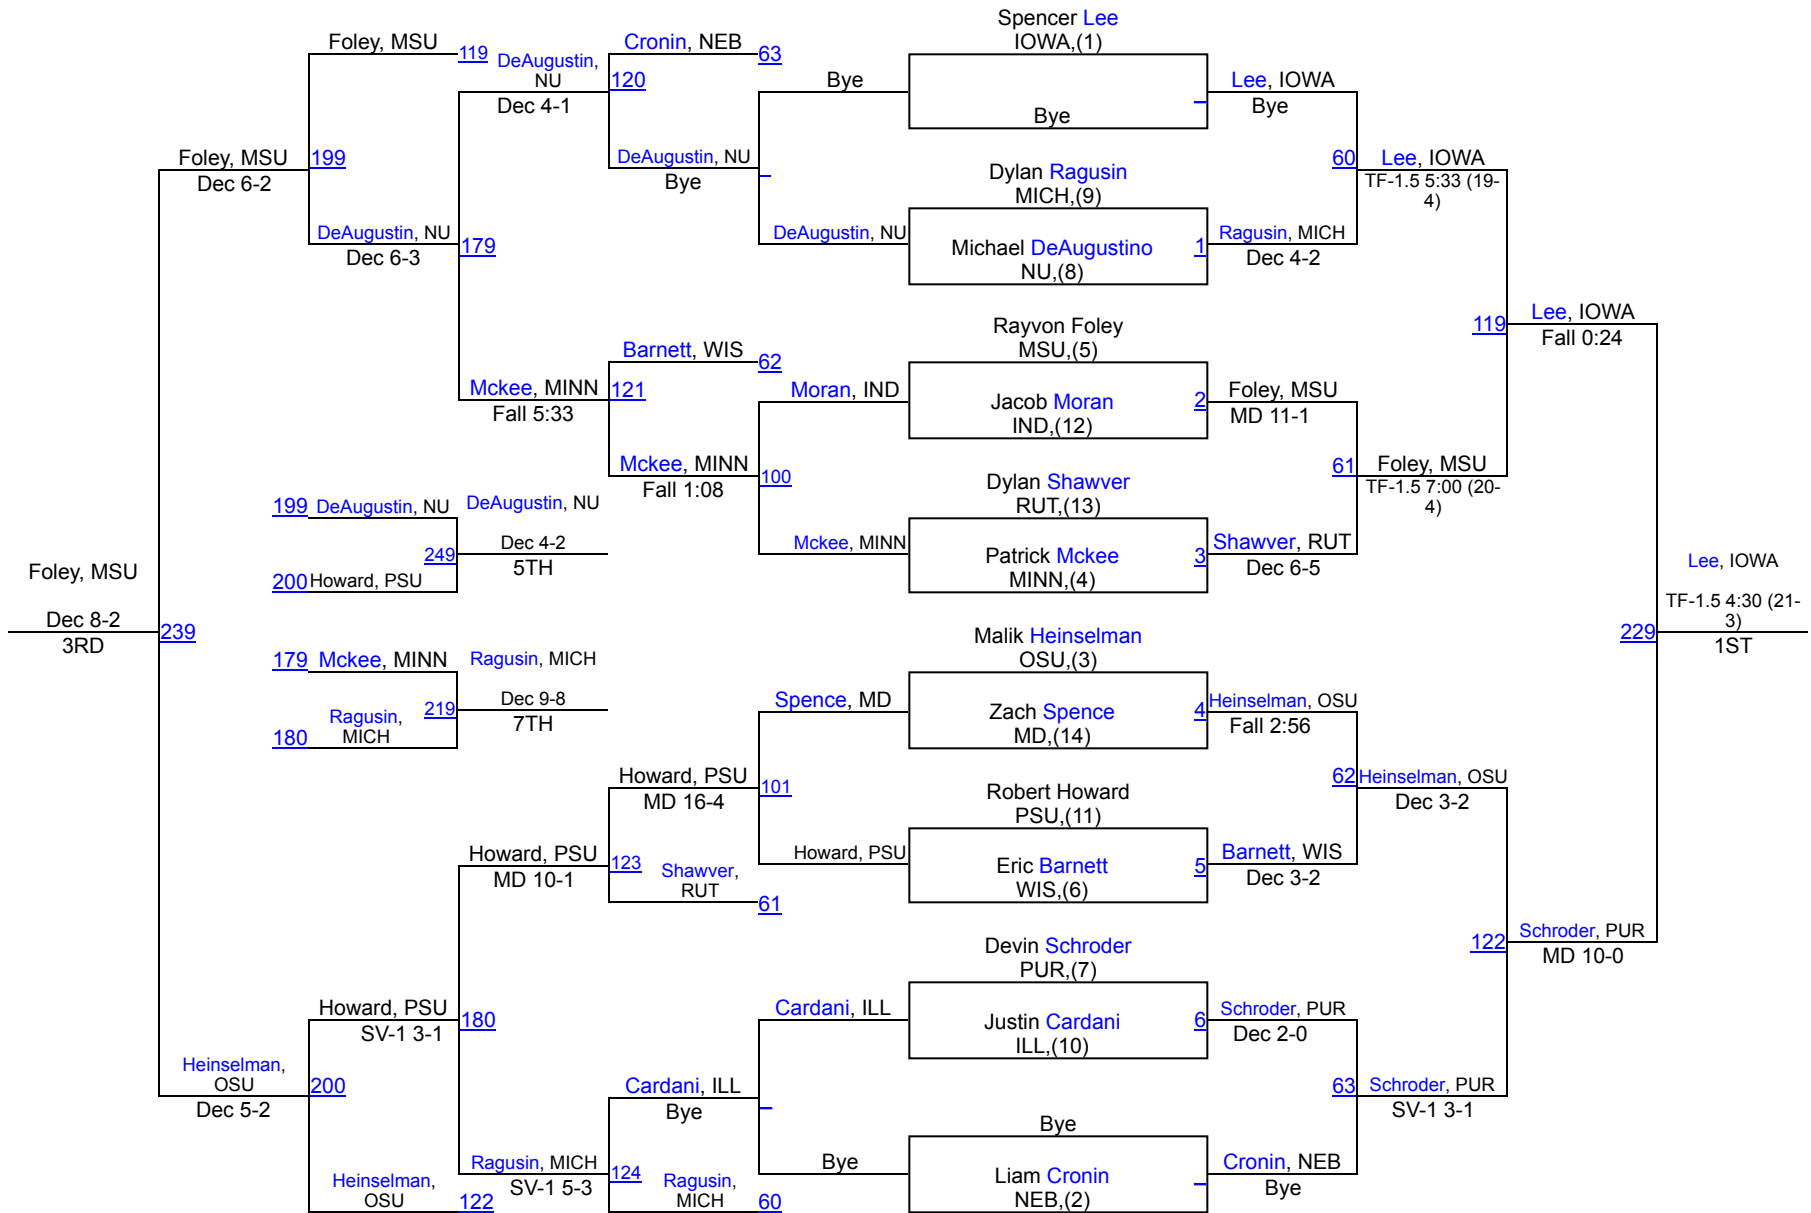 Spencer Lee
IOWA,(1)
Foley, MSU
119
DeAugustin,
NU
Dec 4-1
Cronin, NEB
63
120
Bye
Bye
Lee, IOWA
Bye
Foley, MSU
Dec 6-2
199
DeAugustin, NU
Bye
Dylan Ragusin
MICH,(9)
60
Lee, IOWA
TF-1.5 5:33 (19-
4)
DeAugustin, NU
Dec 6-3
179
DeAugustin, NU
Michael DeAugustino
NU,(8)
1
Ragusin, MICH
Dec 4-2
Rayvon Foley
MSU,(5)
119
Lee, IOWA
Fall 0:24
Barnett, WIS
62
Mckee, MINN
Fall 5:33
121
Moran, IND
Jacob Moran
IND,(12)
2
Foley, MSU
MD 11-1
Mckee, MINN
Fall 1:08
100
Dylan Shawver
RUT,(13)
61
Foley, MSU
TF-1.5 7:00 (20-
4)
199
DeAugustin, NU
DeAugustin, NU
249
Dec 4-2
5TH
200
Howard, PSU
Mckee, MINN
Patrick Mckee
MINN,(4)
3
Shawver, RUT
Dec 6-5
Foley, MSU
Dec 8-2
3RD
239
Lee, IOWA
TF-1.5 4:30 (21-
3)
229
1ST
Malik Heinselman
OSU,(3)
179
Mckee, MINN
Ragusin, MICH
219
Dec 9-8
7TH
180
Ragusin,
MICH
Spence, MD
Zach Spence
MD,(14)
4
Heinselman, OSU
Fall 2:56
Howard, PSU
MD 16-4
101
Robert Howard
PSU,(11)
62
Heinselman, OSU
Dec 3-2
Howard, PSU
MD 10-1
123
Shawver,
RUT
61
Howard, PSU
Eric Barnett
WIS,(6)
5
Barnett, WIS
Dec 3-2
Devin Schroder
PUR,(7)
122
Schroder, PUR
MD 10-0
Howard, PSU
SV-1 3-1
180
Cardani, ILL
Justin Cardani
ILL,(10)
6
Schroder, PUR
Dec 2-0
Heinselman,
OSU
Dec 5-2
200
Cardani, ILL
Bye
63
Schroder, PUR
SV-1 3-1
Bye
Heinselman,
OSU
122
Ragusin, MICH
SV-1 5-3
124
Ragusin,
MICH
60
Bye
Liam Cronin
NEB,(2)
Cronin, NEB
Bye